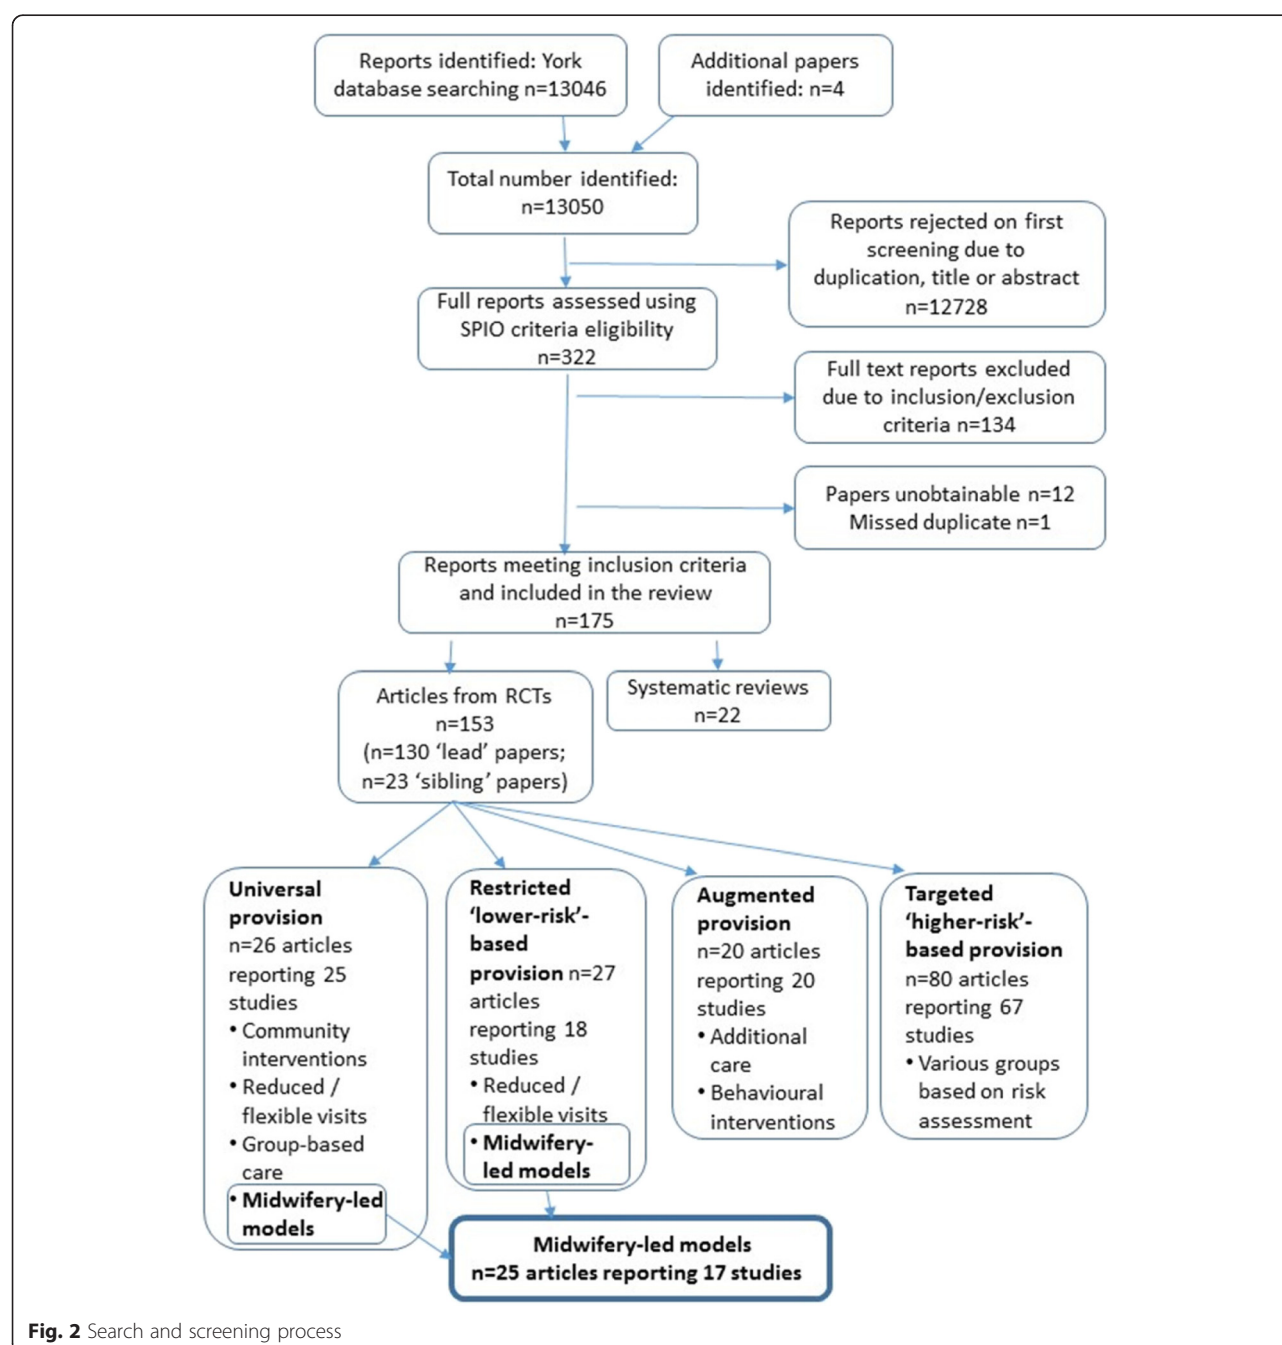 Reports identified: York
database searching n=13046
Additional papers
identified: n=4
Total number identified:
n=13050
Reports rejected on first
screening due to
duplication, title or abstract
n=12728
Full reports assessed using
SPIO criteria eligibility
n=322
Full text reports excluded
due to inclusion/exclusion
criteria n=134
Papers unobtainable n=12
Missed duplicate n=1
Reports meeting inclusion criteria
and included in the review
n=175
Articles from RCTs
n=153
(n=130 ‘lead’ papers;
n=23 ‘sibling’ papers)
Systematic reviews
n=22
Universal
provision
n=26 articles
reporting 25
studies
• Community
interventions
• Reduced /
flexible visits
• Group-based
care
• Midwifery-led
models
Restricted
‘lower-risk’-
based
provision n=27
articles
reporting 18
studies
• Reduced /
flexible visits
• Midwifery-
led models
Augmented
provision
n=20 articles
reporting 20
studies
• Additional
care
• Behavioural
interventions
Targeted
‘higher-risk’-
based provision
n=80 articles
reporting 67
studies
• Various groups
based on risk
assessment
Midwifery-led models
n=25 articles reporting 17 studies
Fig. 2 Search and screening process